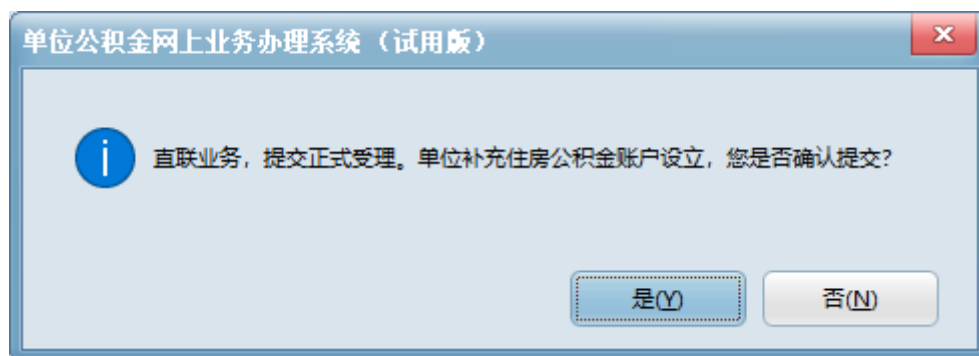 单位公积金网上业务办理系统（试用版）
直联业务，提交正式受理。单位补充住房公积金账户设立，您是否确认提交?
是(Y)
否(N)